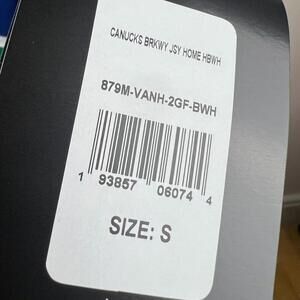 CANUCKS BRKWY JSY HOME HBWH
879M-VANH-2GF-BWH
1 93857 06074 4
SIZE: S